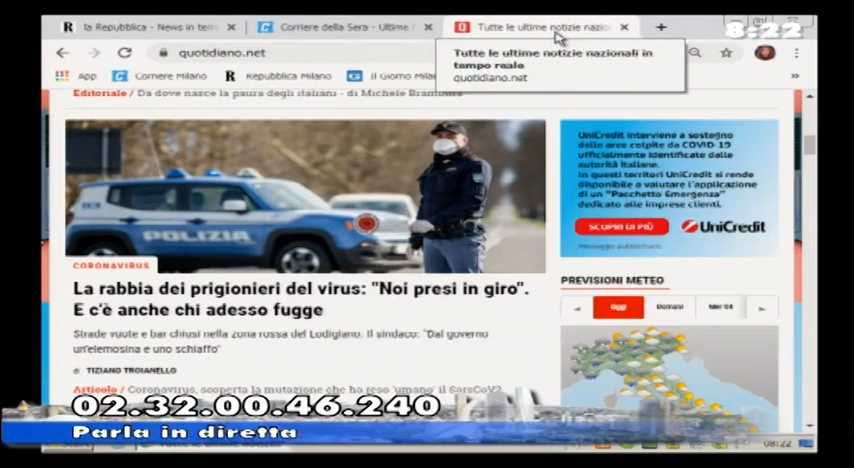 la Repubblica - News in tem
Corriere della Sera - Ultime
Tutte le ultime notizie nazio
8:22
quotidiano.net
Tutte le ultime notizie nazionali in
tempo reale
quotidiano.net
App
Corriere Milano
Repubblica Milano
Il Giorno Mila
Editoriale / Da dove nasce la paura degli italiani - di Michele Brambilla
POLIZIA
CORONAVIRUS
La rabbia dei prigionieri del virus: "Noi presi in giro".
E c'è anche chi adesso fugge
Strade vuote e bar chiusi nella zona rossa del Lodigiano. Il sindaco: "Dal governo
un'elemosina e uno schiaffo"
di TIZIANO TROIANELLO
Articolo / Coronavirus, scoperta la mutazione che ha reso 'umano' il SarsCoV2
UniCredit interviene a sostegno
delle aree colpite da COVID-19
ufficialmente identificate dalle
autorità italiane.
In questi territori UniCredit si rende
disponibile a valutare l'applicazione
di un "Pacchetto Emergenza"
dedicato alle imprese clienti.
SCOPRI DI PIÙ
UniCredit
Messaggio pubblicitario
PREVISIONI METEO
Oggi
Domani
Mer 04
02.32.00.46.240
Parla in diretta
08:22